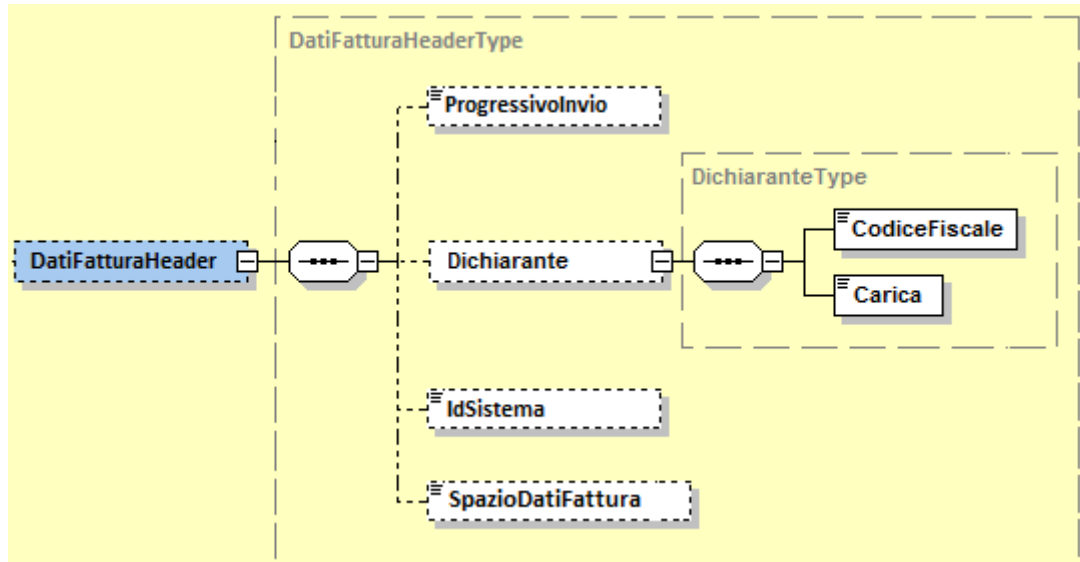 DatiFatturaHeaderType
ProgressivoInvio
DichiaranteType
CodiceFiscale
DatiFatturaHeader
Dichiarante
Carica
IdSistema
SpazioDatiFattura